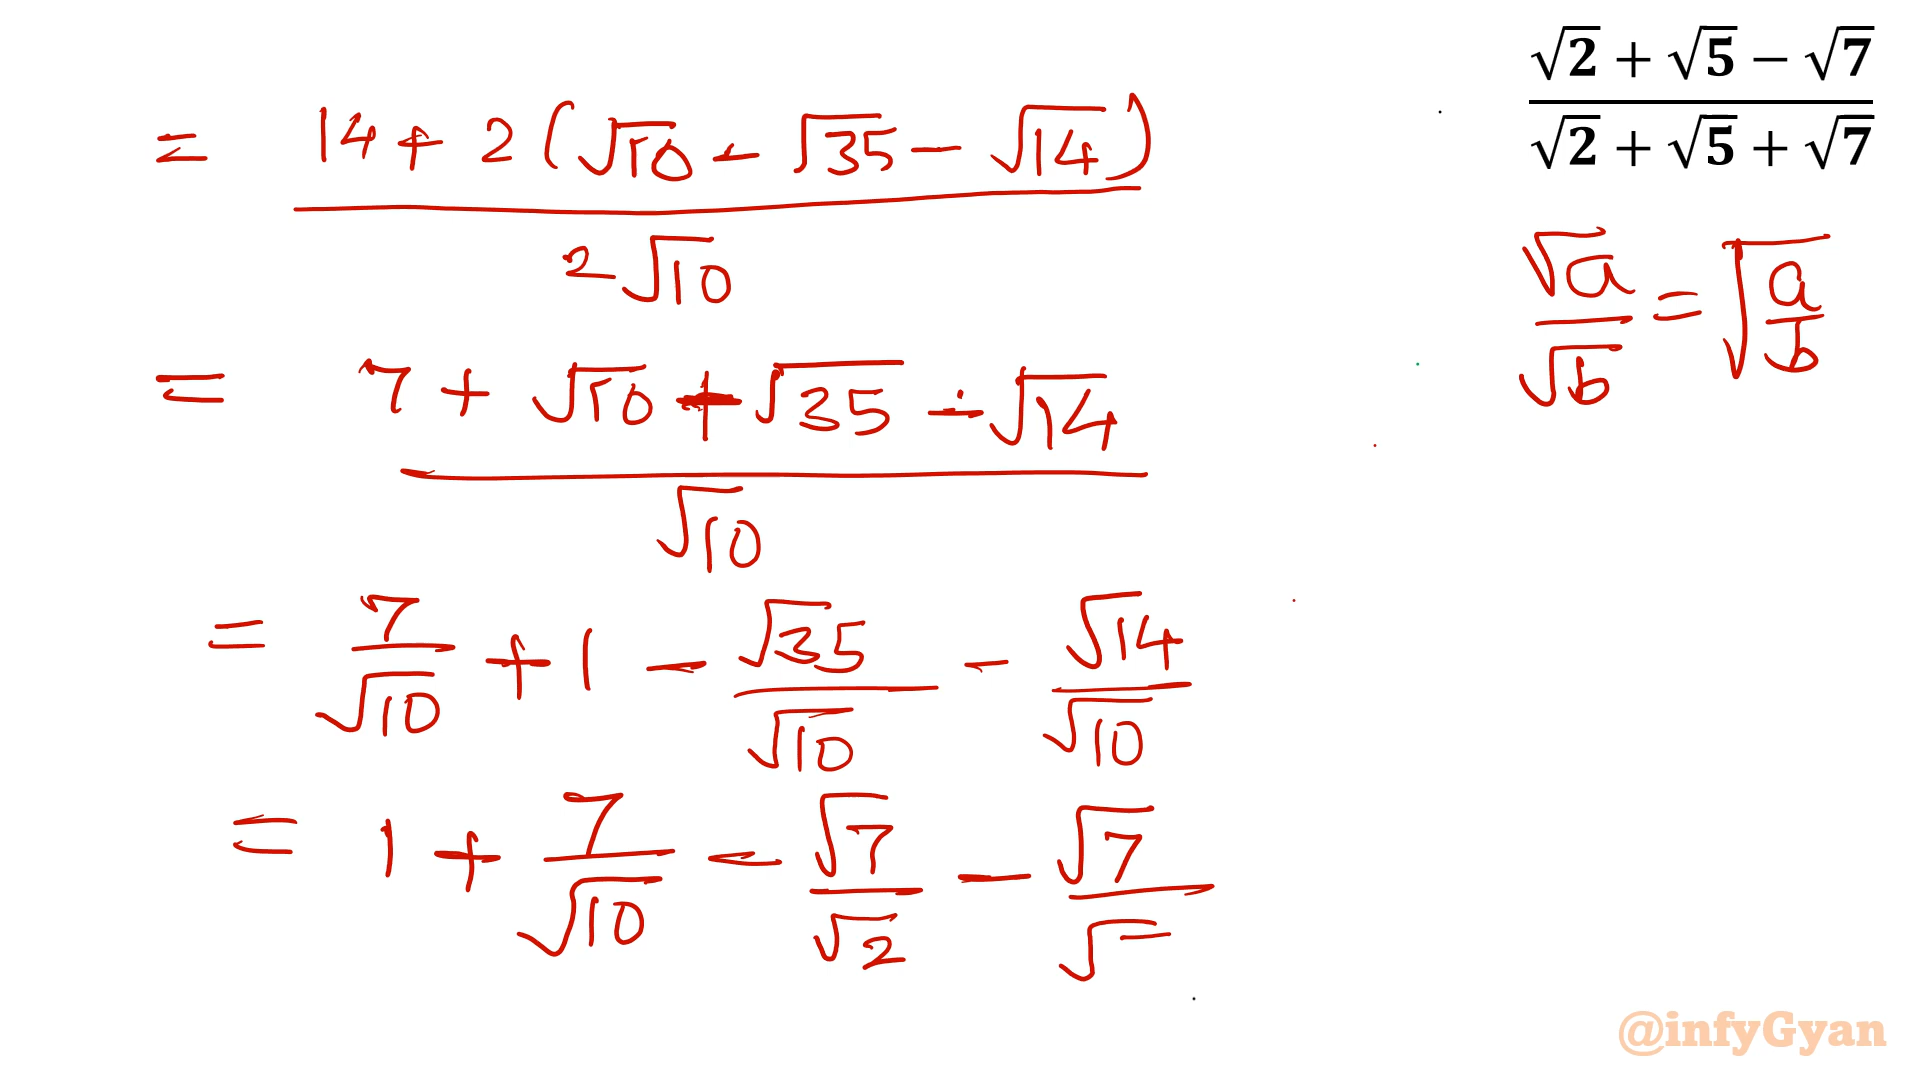 (√2 + √5 − √7) / (√2 + √5 + √7)
√a / √b = √(a / b)
= (14 + 2(√10 − √35 − √14)) / (2√10)
= (7 + √10 + √35 ÷ √14) / √10
= 7/√10 + 1 − √35/√10 − √14/√10
= 1 + 7/√10 − √7/√2 − √7/√
@infyGyan